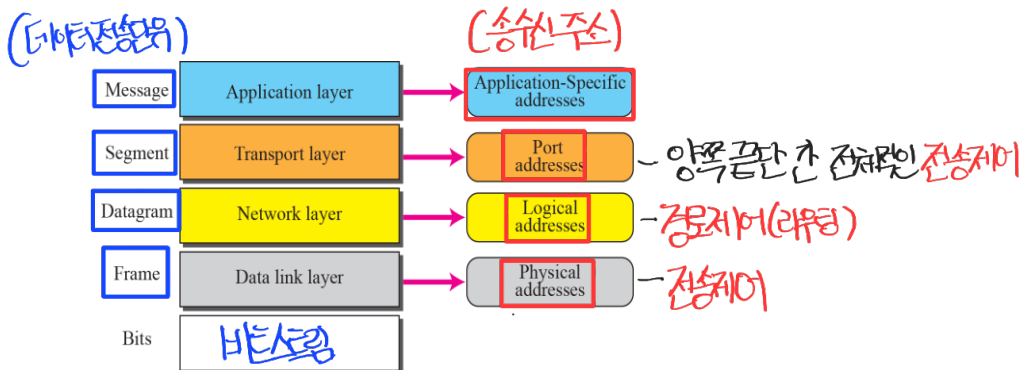 (데이터전송단위)
(송수신 주소)
Message
Application layer
Application-Specific addresses
Segment
Transport layer
Port addresses
- 양쪽 끝단 간 전체적인 전송제어
Datagram
Network layer
Logical addresses
- 경로제어(라우팅)
Frame
Data link layer
Physical addresses
- 전송제어
Bits
비트스트림